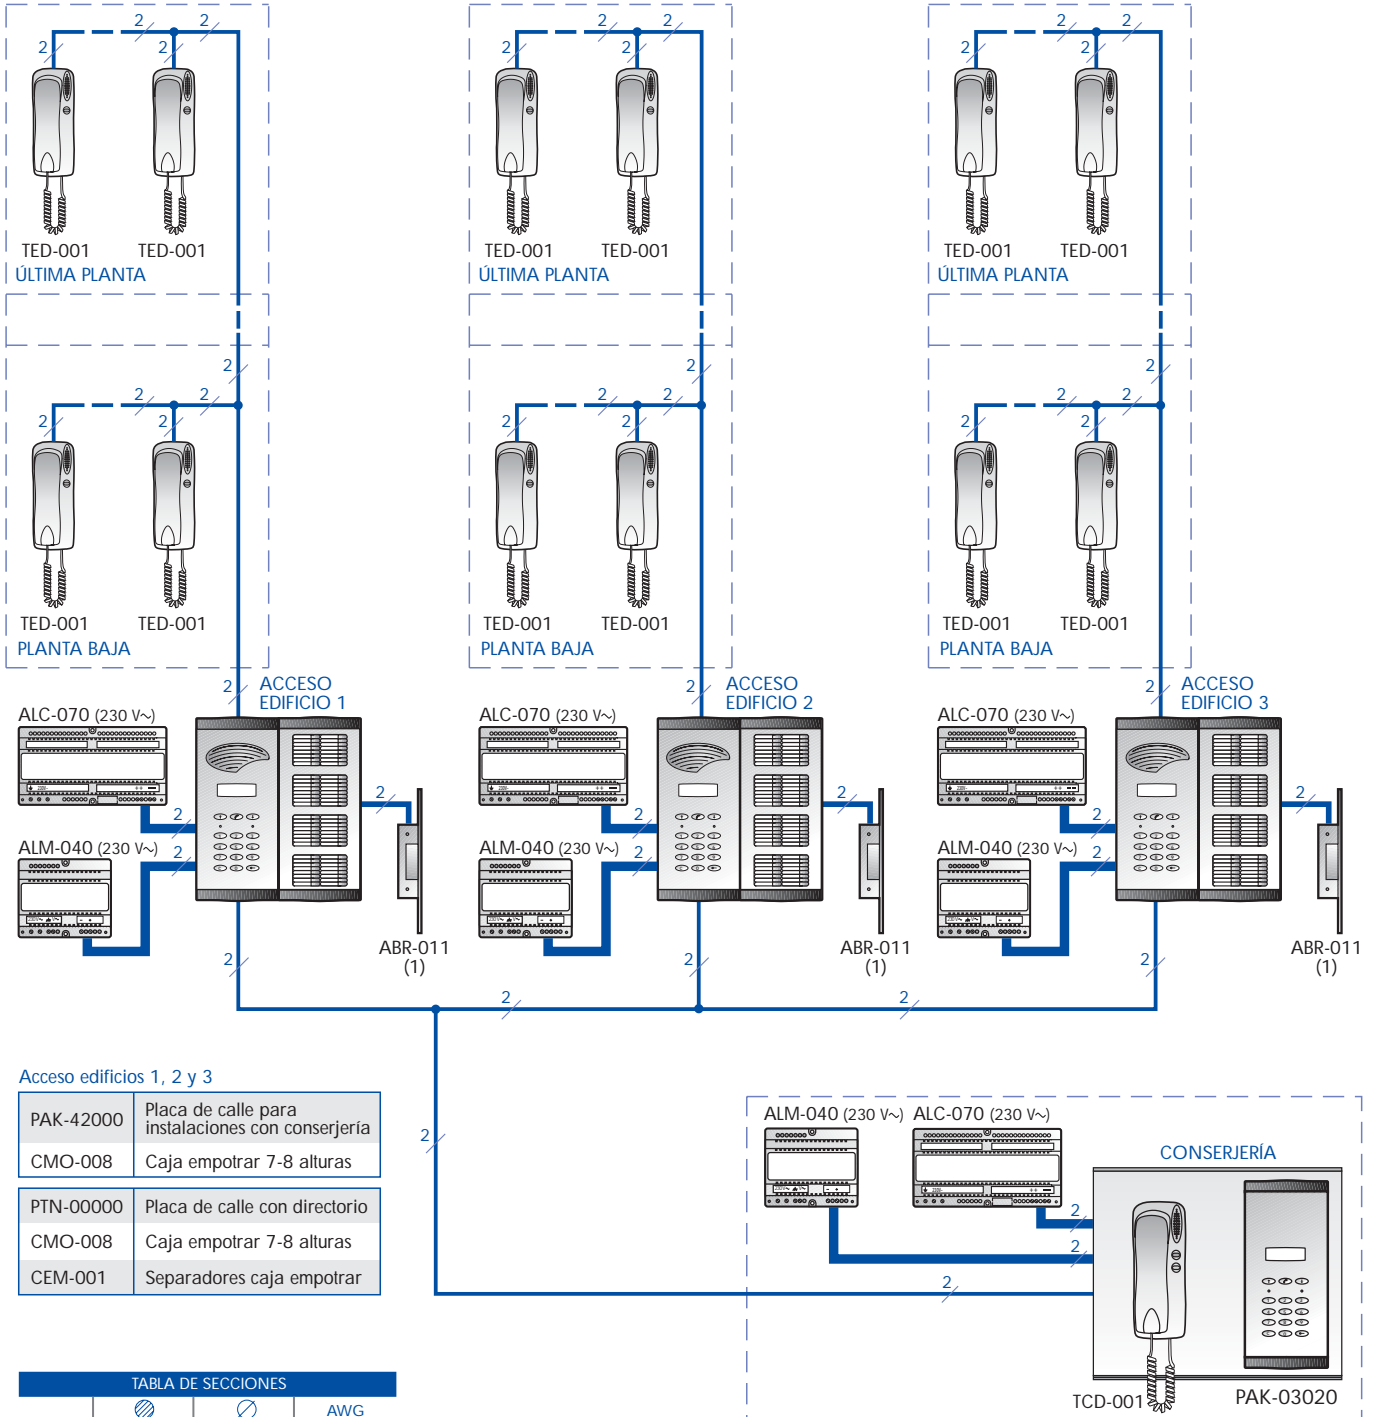 2 2 2 2 2 2
2 2 2 2 2 2
TED-001 TED-001 TED-001 TED-001 TED-001 TED-001
ÚLTIMA PLANTA ÚLTIMA PLANTA ÚLTIMA PLANTA
2 2 2
2 2 2 2 2 2
2 2 2 2 2 2
TED-001 TED-001 TED-001 TED-001 TED-001 TED-001
PLANTA BAJA PLANTA BAJA PLANTA BAJA
2 ACCESO 2 ACCESO 2 ACCESO
EDIFICIO 1 EDIFICIO 2 EDIFICIO 3
ALC-070 (230 V~) ALC-070 (230 V~) ALC-070 (230 V~)
2 2 2
2 2 2
ALM-040 (230 V~) 2 ALM-040 (230 V~) 2 ALM-040 (230 V~) 2
ABR-011 ABR-011 ABR-011
(1) (1) (1)
2 2 2
2 2
Acceso edificios 1, 2 y 3
PAK-42000 Placa de calle para
instalaciones con conserjería
CMO-008 Caja empotrar 7-8 alturas
PTN-00000 Placa de calle con directorio
CMO-008 Caja empotrar 7-8 alturas
CEM-001 Separadores caja empotrar
2
ALM-040 (230 V~) ALC-070 (230 V~)
CONSERJERÍA
2
2
2
TCD-001 PAK-03020
TABLA DE SECCIONES
AWG